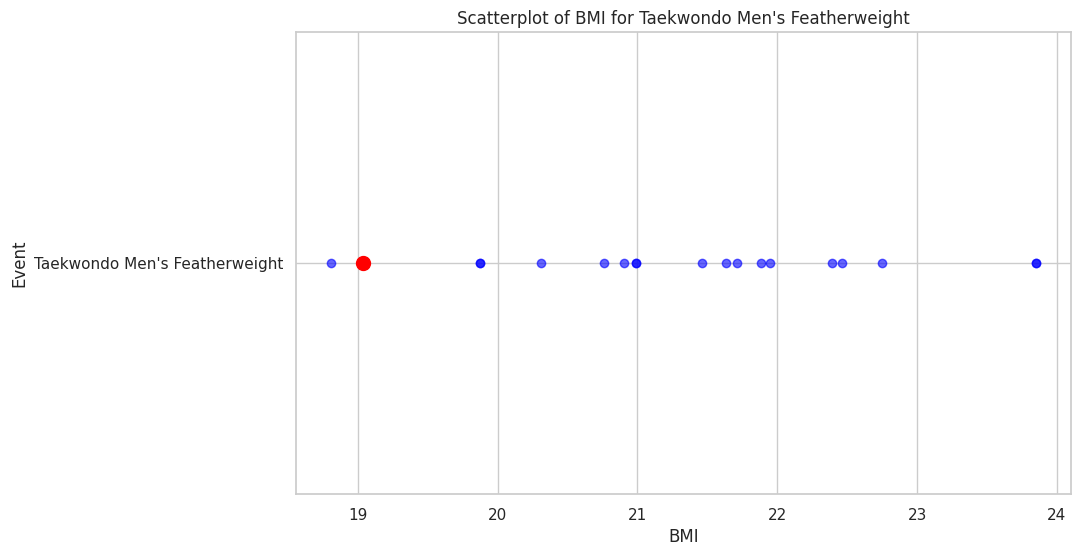 Scatterplot of BMI for Taekwondo Men's Featherweight
Event
Taekwondo Men's Featherweight
19 20 21 22 23 24
BMI